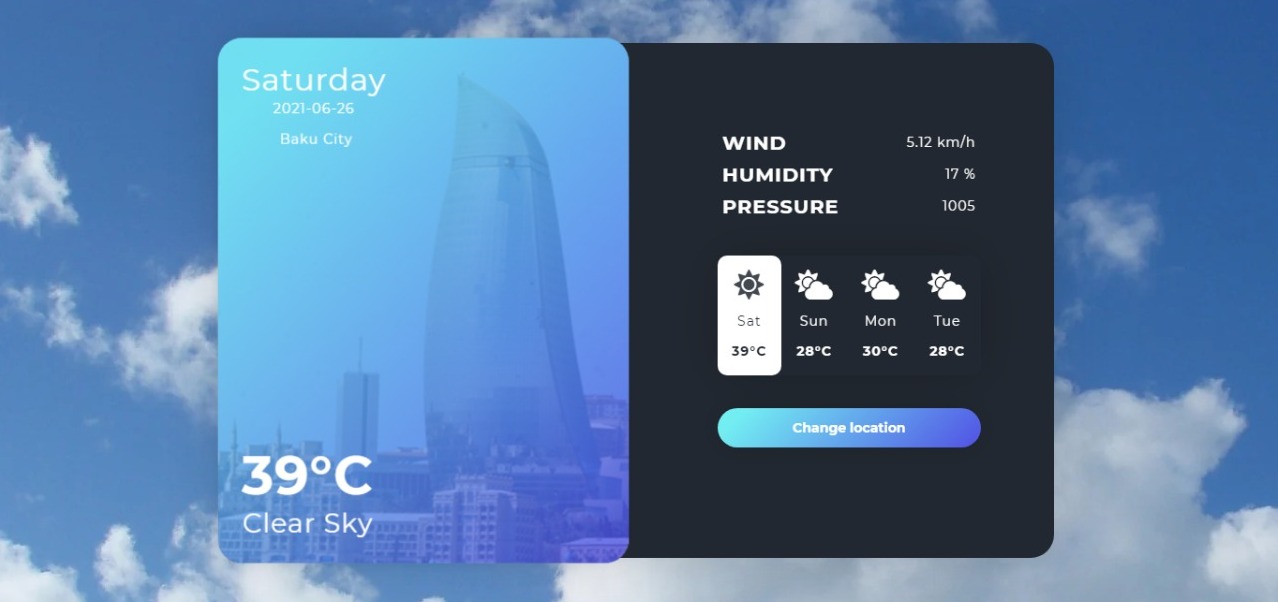 Saturday
2021-06-26
Baku City
39°C
Clear Sky
WIND 5.12 km/h
HUMIDITY 17 %
PRESSURE 1005
Sat Sun Mon Tue
39°C 28°C 30°C 28°C
Change location